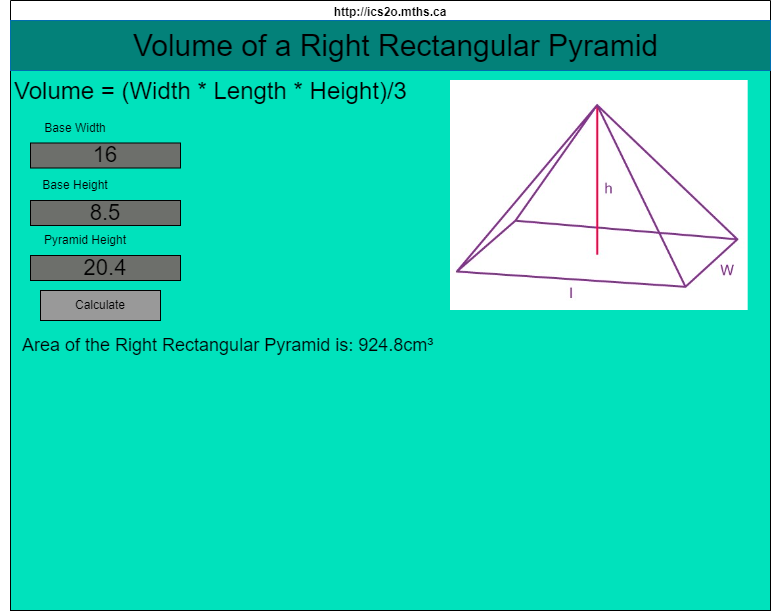 http://ics2o.mths.ca
Volume of a Right Rectangular Pyramid
Volume = (Width * Length * Height)/3
Base Width
16
Base Height
8.5
Pyramid Height
20.4
Calculate
Area of the Right Rectangular Pyramid is: 924.8cm³
h
W
l